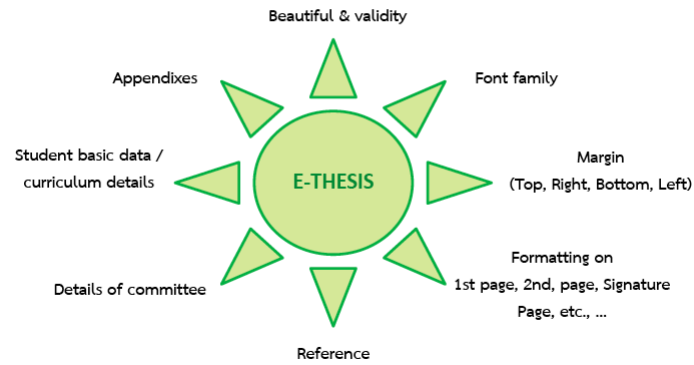 Beautiful & validity
Appendixes
Font family
Student basic data /
curriculum details
E-THESIS
Margin
(Top, Right, Bottom, Left)
Details of committee
Formatting on
1st page, 2nd, page, Signature
Page, etc., ...
Reference